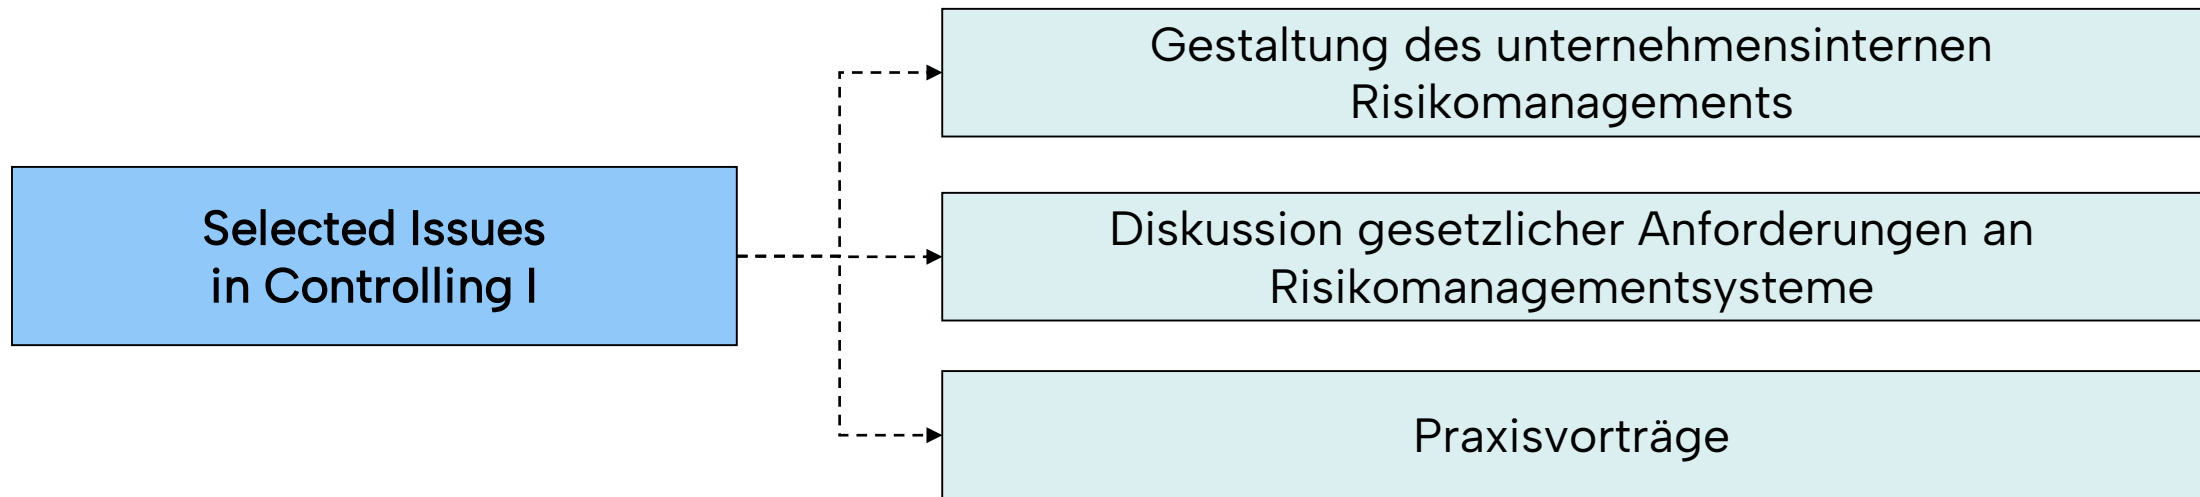 Selected Issues
in Controlling I
Gestaltung des unternehmensinternen
Risikomanagements
Diskussion gesetzlicher Anforderungen an
Risikomanagementsysteme
Praxisvorträge